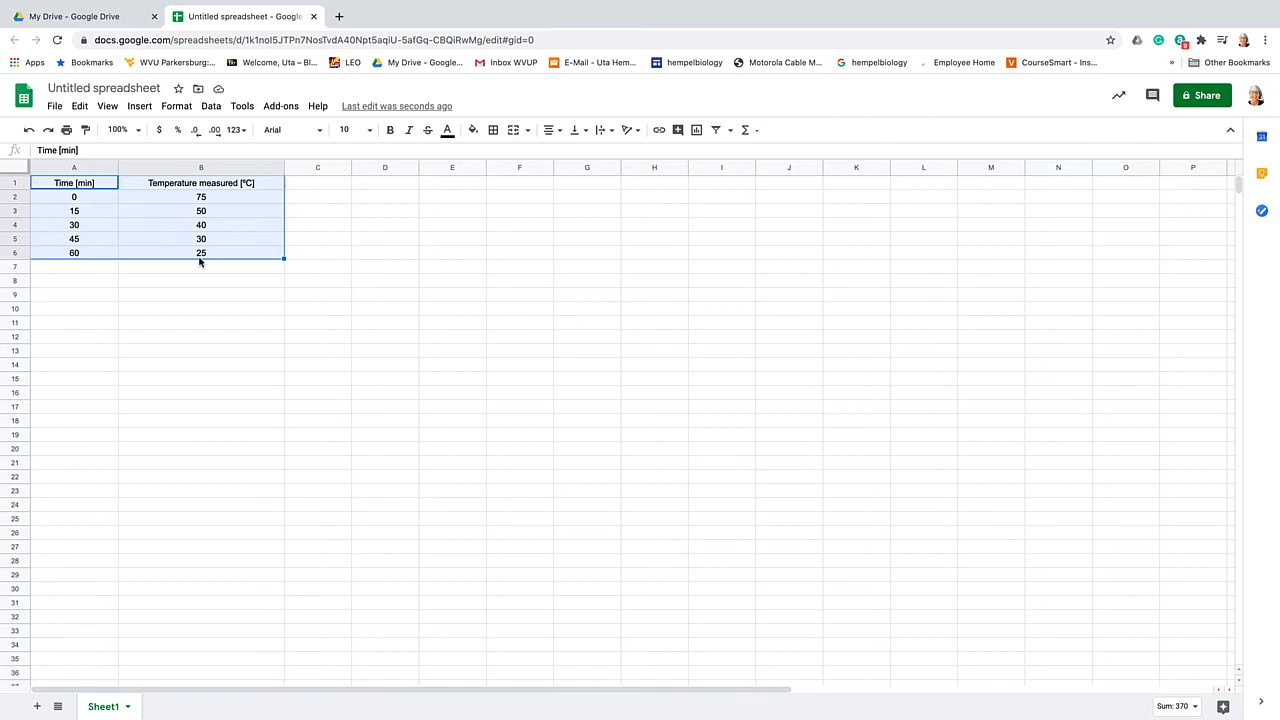 My Drive - Google Drive
Untitled spreadsheet - Google
docs.google.com/spreadsheets/d/1k1noI5JTPn7NosTvdA40Npt5aqiU-5afGq-CBQiRwMg/edit#gid=0
Apps Bookmarks WVU Parkersburg:... Welcome, Uta – Bl... LEO My Drive - Google... Inbox WVUP E-Mail - Uta Hem... hempelbiology Motorola Cable M... hempelbiology Employee Home CourseSmart - Ins... » Other Bookmarks
Untitled spreadsheet
File Edit View Insert Format Data Tools Add-ons Help Last edit was seconds ago
Share
100% $ % .0 .00 123 Arial 10 B I S A Σ
fx Time [min]
A B C D E F G H I J K L M N O P
1 Time [min] Temperature measured [ºC]
2 0 75
3 15 50
4 30 40
5 45 30
6 60 25
7
8
9
10
11
12
13
14
15
16
17
18
19
20
21
22
23
24
25
26
27
28
29
30
31
32
33
34
35
36
Sheet1
Sum: 370